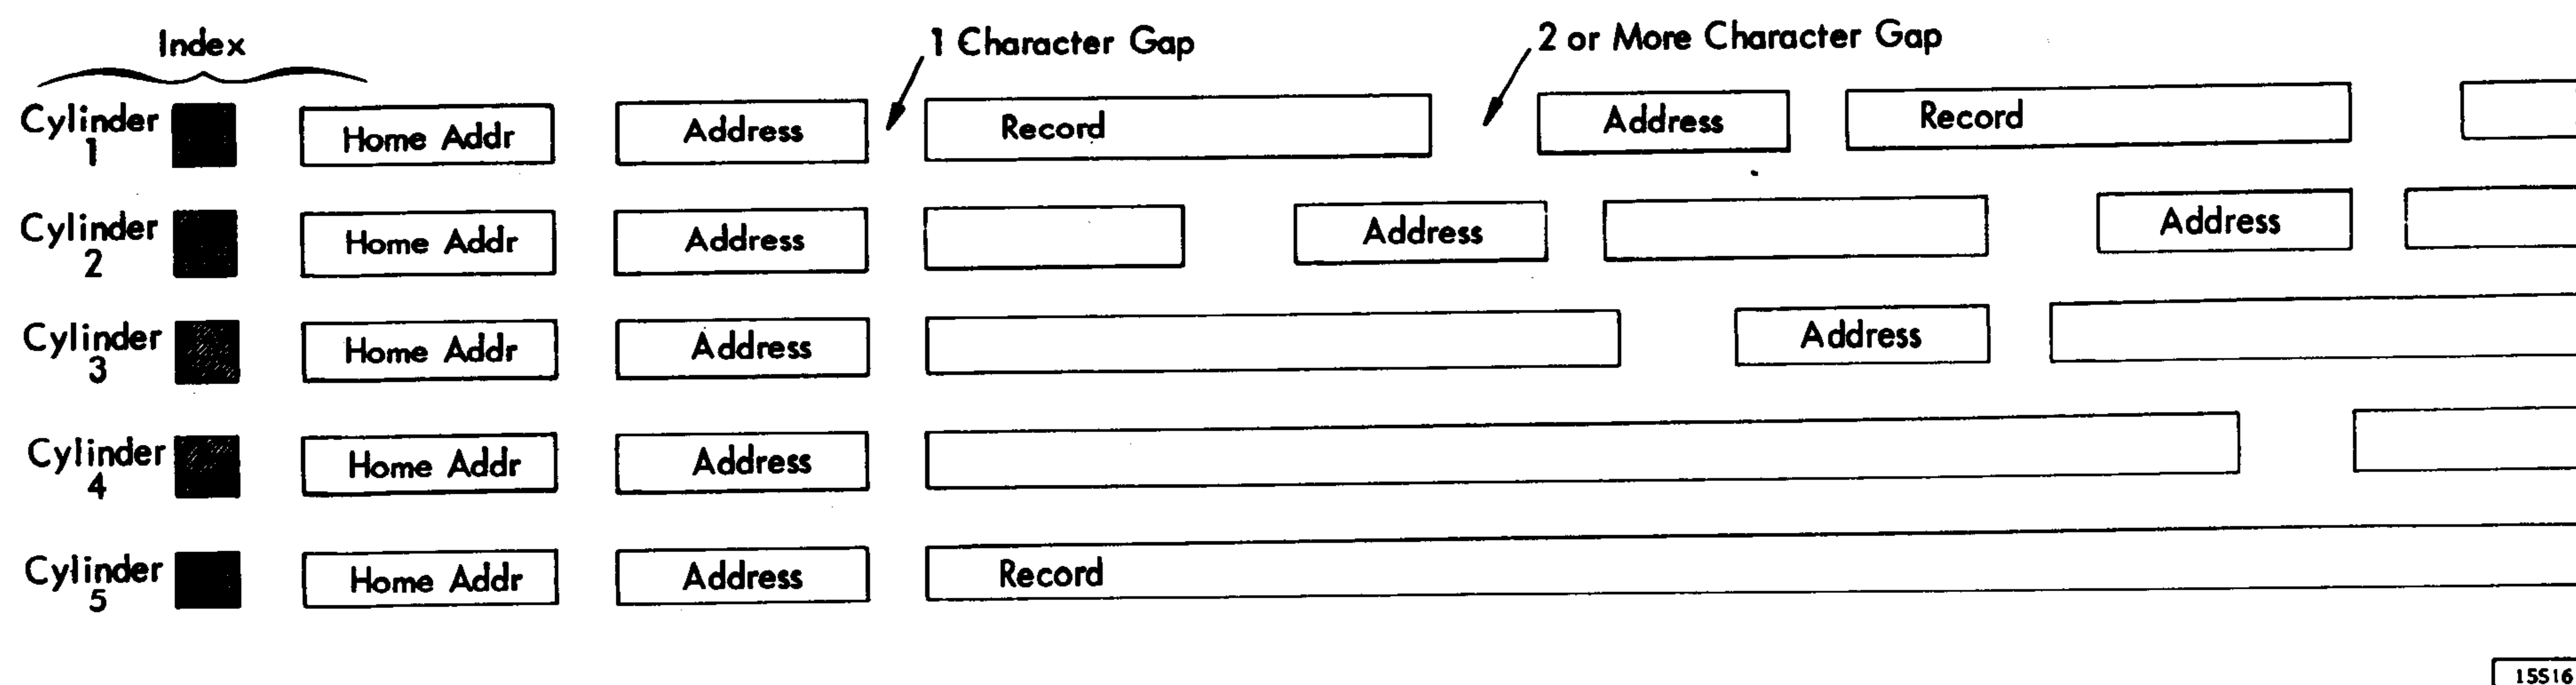 Index
1 Character Gap
2 or More Character Gap
Cylinder
1
Home Addr
Address
Record
Address
Record
Cylinder
2
Home Addr
Address
Address
Address
Cylinder
3
Home Addr
Address
Address
Cylinder
4
Home Addr
Address
Cylinder
5
Home Addr
Address
Record
15516